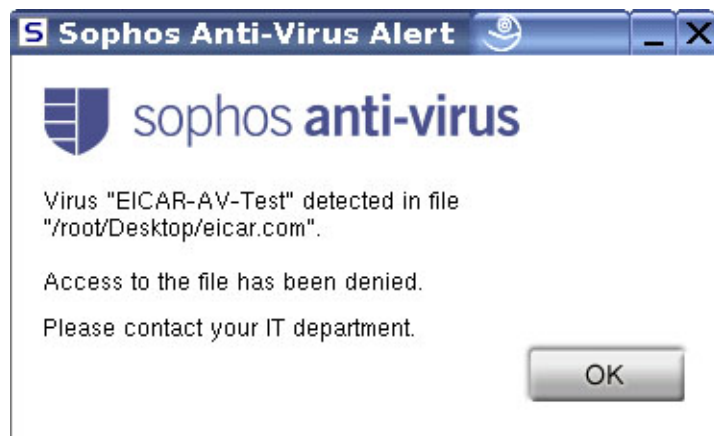 S Sophos Anti-Virus Alert
sophos anti-virus
Virus "EICAR-AV-Test" detected in file
"/root/Desktop/eicar.com".
Access to the file has been denied.
Please contact your IT department.
OK